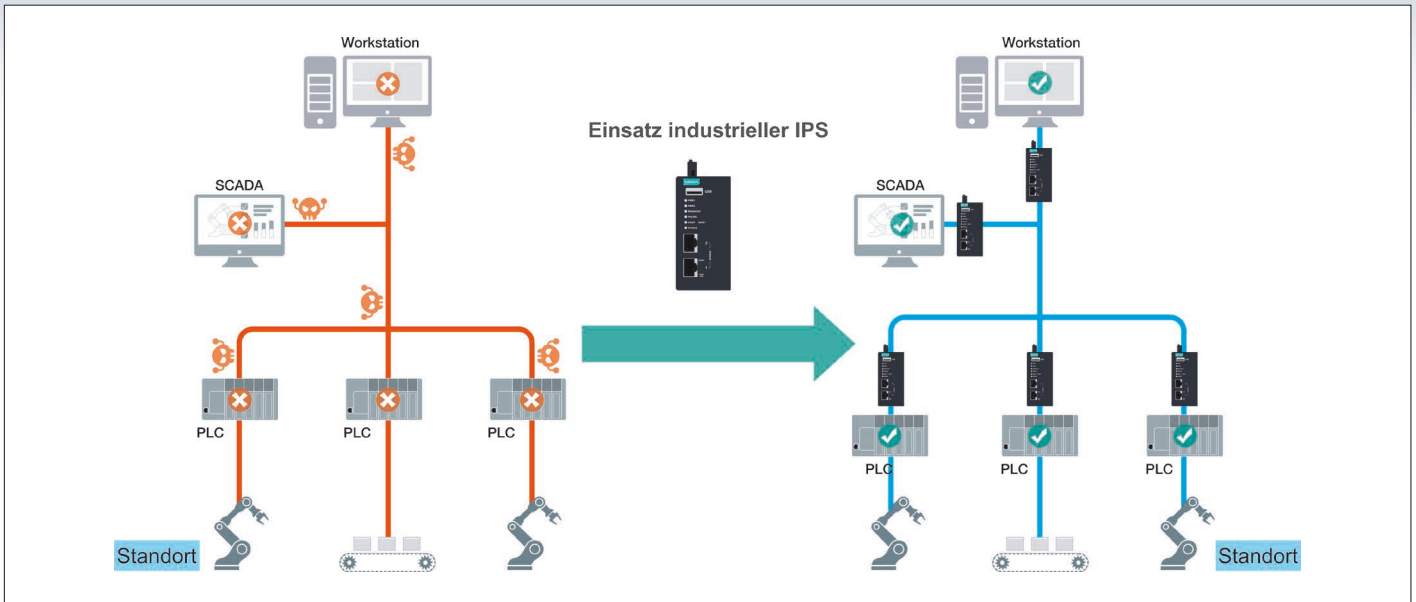 Workstation
SCADA
PLC
PLC
PLC
Standort
Einsatz industrieller IPS
Workstation
SCADA
PLC
PLC
PLC
Standort